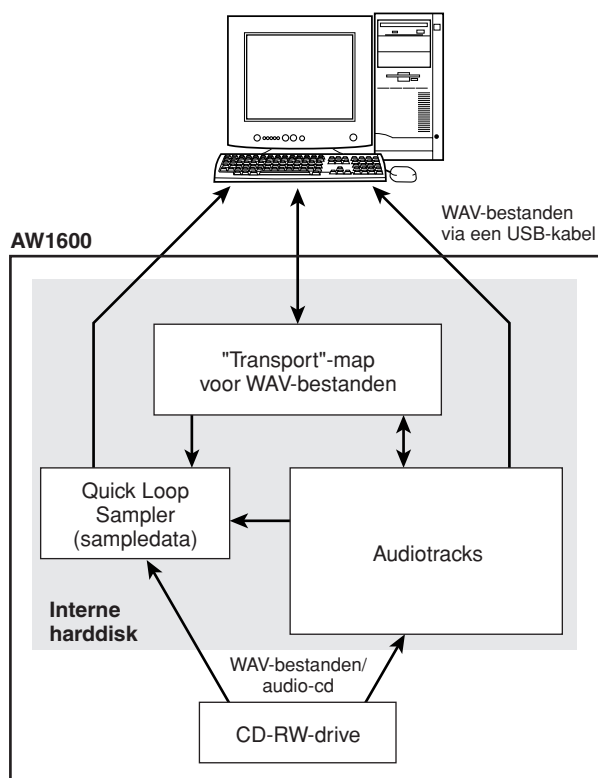 WAV-bestanden
via een USB-kabel
AW1600
"Transport"-map
voor WAV-bestanden
Quick Loop
Sampler
(sampledata)
Audiotracks
Interne
harddisk
WAV-bestanden/
audio-cd
CD-RW-drive